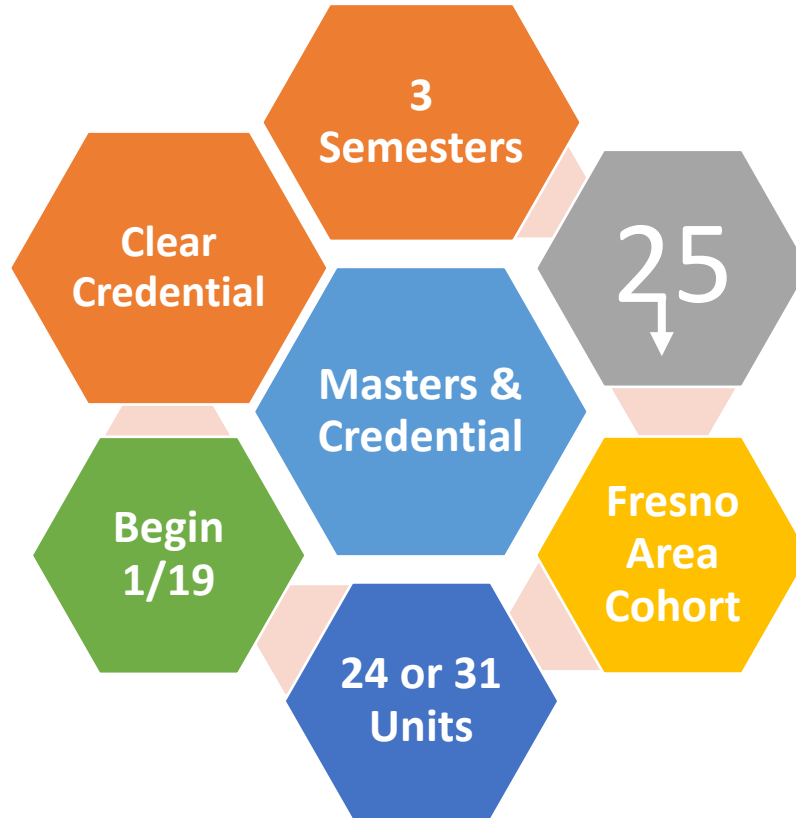 3
Semesters
25
Clear
Credential
Masters &
Credential
Fresno
Area
Cohort
Begin
1/19
24 or 31
Units